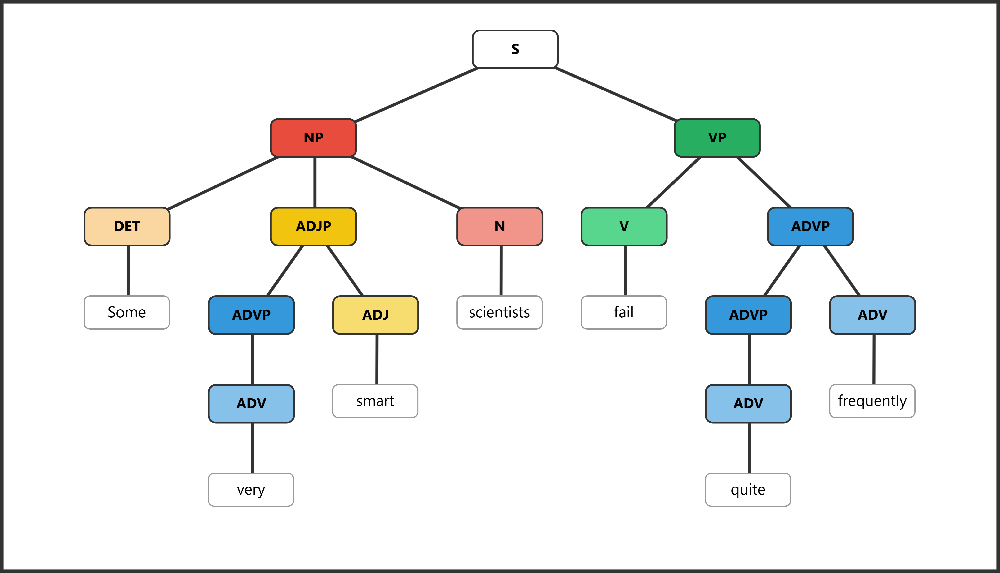 S
NP VP
DET ADJP N V ADVP
Some ADVP ADJ scientists fail ADVP ADV
ADV smart ADV frequently
very quite